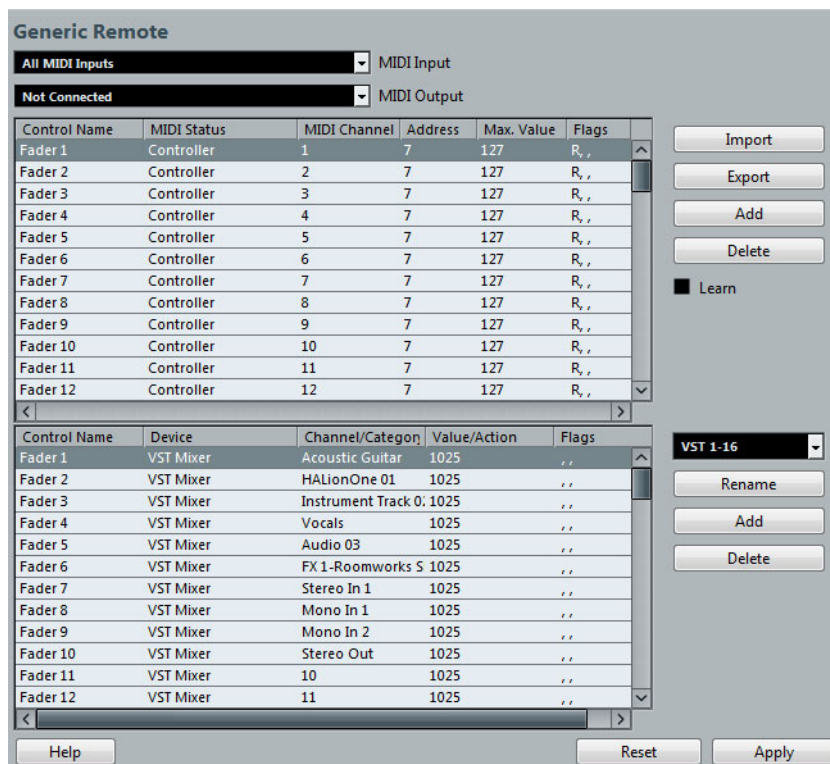 Generic Remote
All MIDI Inputs MIDI Input
Not Connected MIDI Output
Control Name MIDI Status MIDI Channel Address Max. Value Flags
Fader 1 Controller 1 7 127 R, ,
Fader 2 Controller 2 7 127 R, ,
Fader 3 Controller 3 7 127 R, ,
Fader 4 Controller 4 7 127 R, ,
Fader 5 Controller 5 7 127 R, ,
Fader 6 Controller 6 7 127 R, ,
Fader 7 Controller 7 7 127 R, ,
Fader 8 Controller 8 7 127 R, ,
Fader 9 Controller 9 7 127 R, ,
Fader 10 Controller 10 7 127 R, ,
Fader 11 Controller 11 7 127 R, ,
Fader 12 Controller 12 7 127 R, ,
Import
Export
Add
Delete
Learn
Control Name Device Channel/Categor Value/Action Flags
Fader 1 VST Mixer Acoustic Guitar 1025 , ,
Fader 2 VST Mixer HALionOne 01 1025 , ,
Fader 3 VST Mixer Instrument Track 0 1025 , ,
Fader 4 VST Mixer Vocals 1025 , ,
Fader 5 VST Mixer Audio 03 1025 , ,
Fader 6 VST Mixer FX 1-Roomworks S 1025 , ,
Fader 7 VST Mixer Stereo In 1 1025 , ,
Fader 8 VST Mixer Mono In 1 1025 , ,
Fader 9 VST Mixer Mono In 2 1025 , ,
Fader 10 VST Mixer Stereo Out 1025 , ,
Fader 11 VST Mixer 10 1025 , ,
Fader 12 VST Mixer 11 1025 , ,
VST 1-16
Rename
Add
Delete
Help Reset Apply